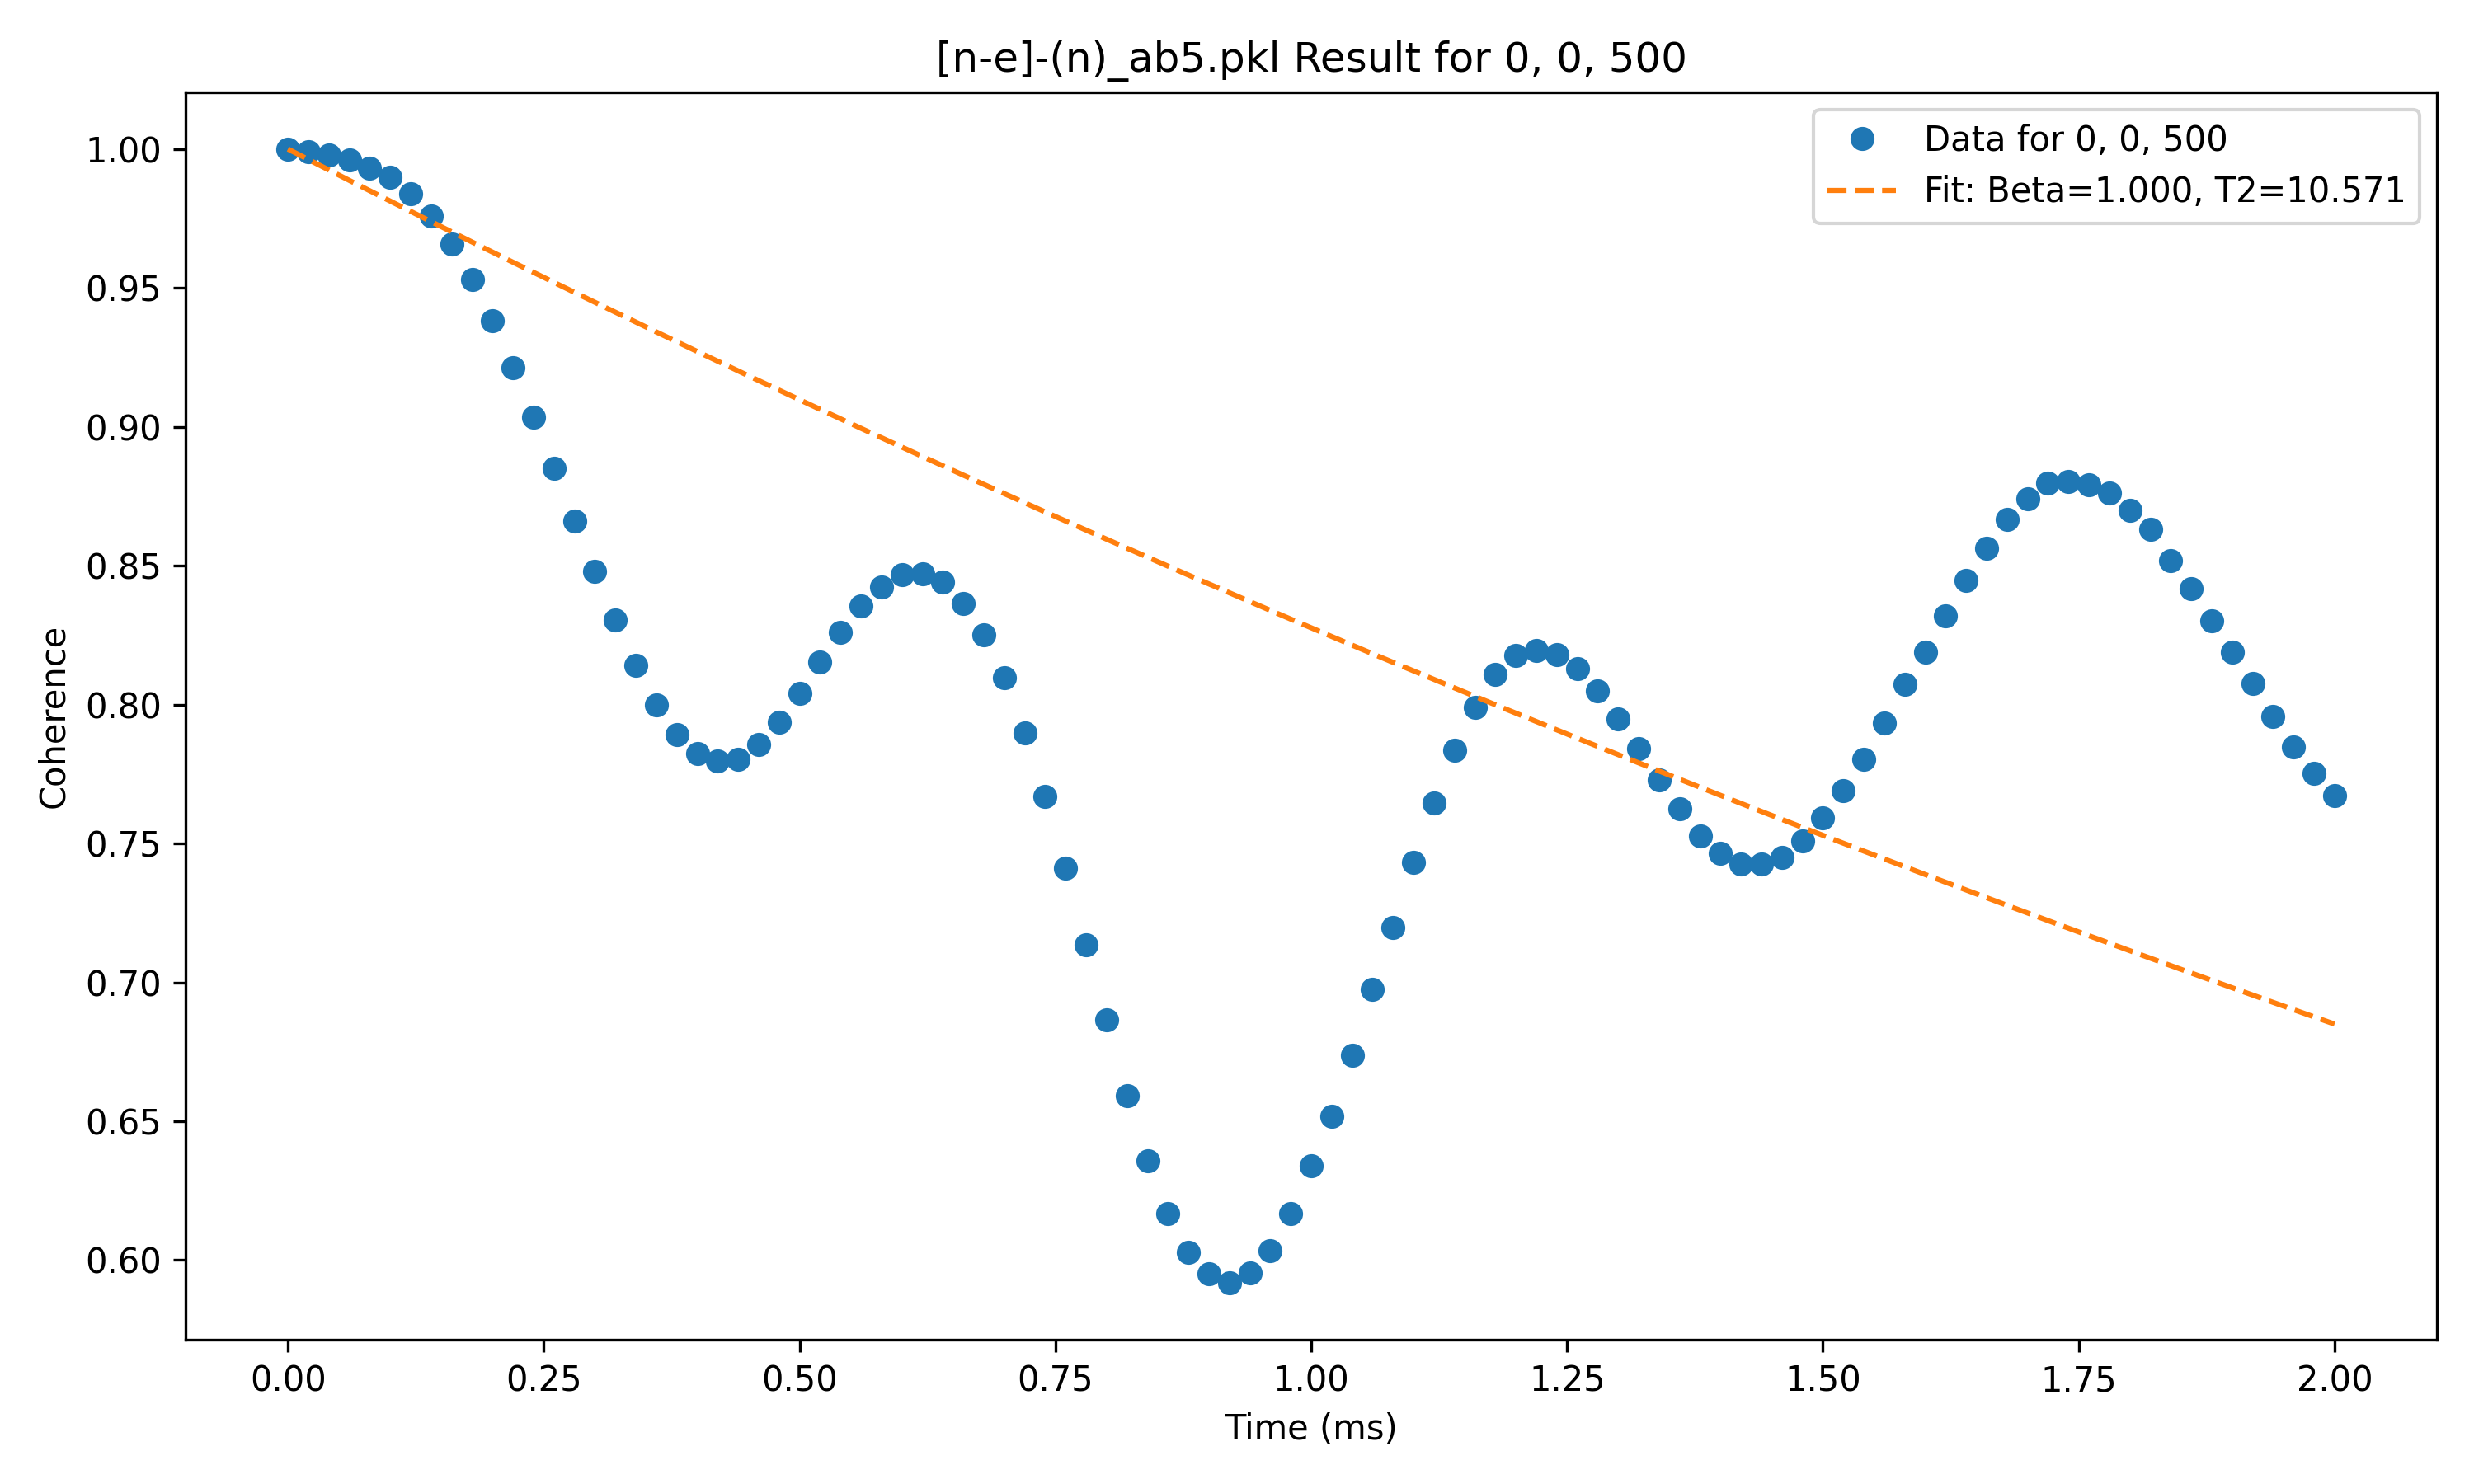 [n-e]-(n)_ab5.pkl Result for 0, 0, 500
Data for 0, 0, 500
Fit: Beta=1.000, T2=10.571
Coherence
1.00
0.95
0.90
0.85
0.80
0.75
0.70
0.65
0.60
0.00 0.25 0.50 0.75 1.00 1.25 1.50 1.75 2.00
Time (ms)